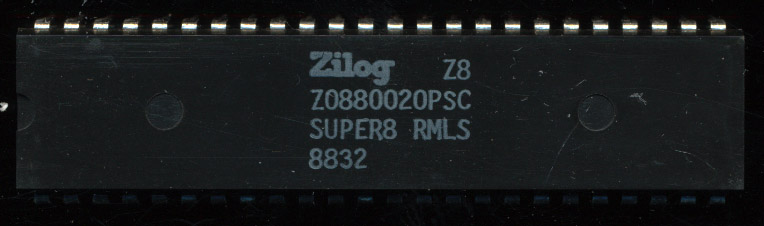 Zilog Z8
Z0880020PSC
SUPER8 RMLS
8832